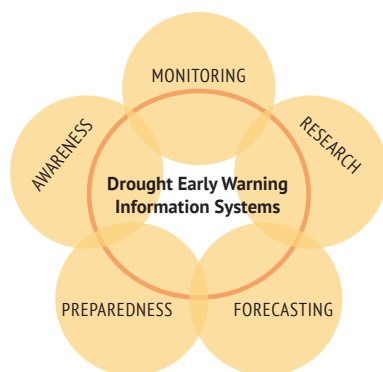 MONITORING
AWARENESS
RESEARCH
Drought Early Warning
Information Systems
PREPAREDNESS
FORECASTING